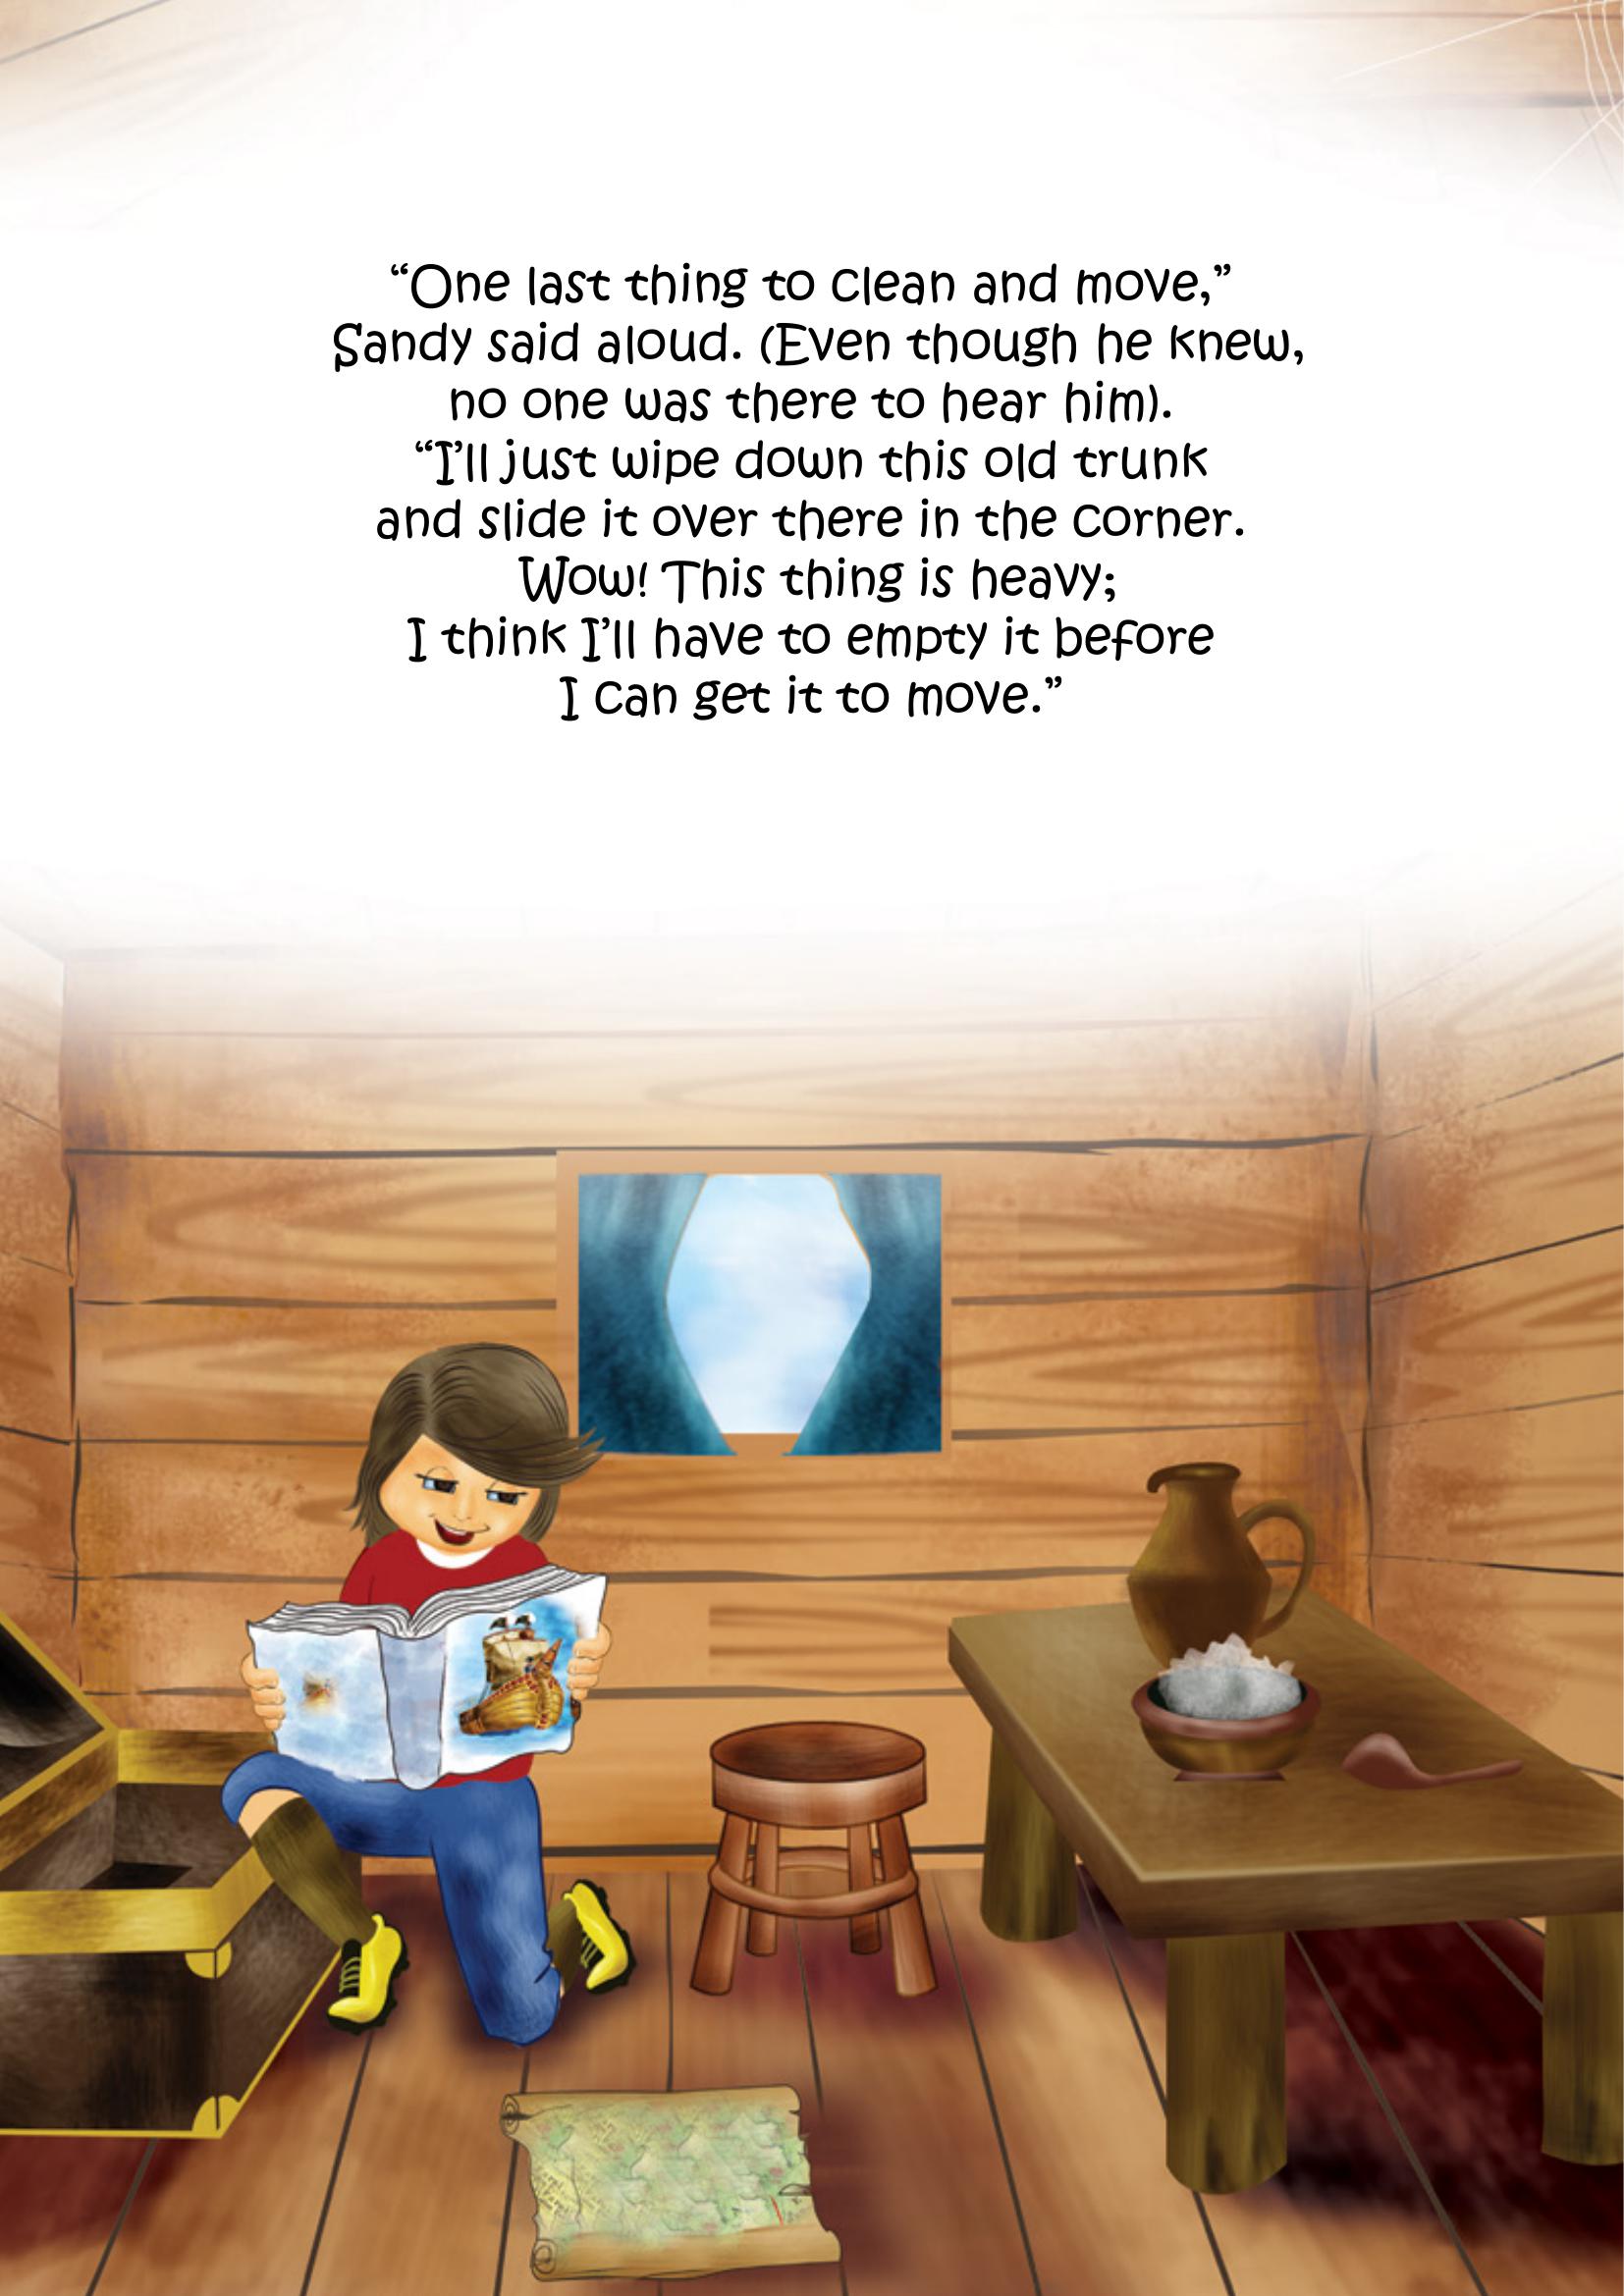 “One last thing to clean and move,”
Sandy said aloud. (Even though he knew,
no one was there to hear him).
“I’ll just wipe down this old trunk
and slide it over there in the corner.
Wow! This thing is heavy;
I think I’ll have to empty it before
I can get it to move.”